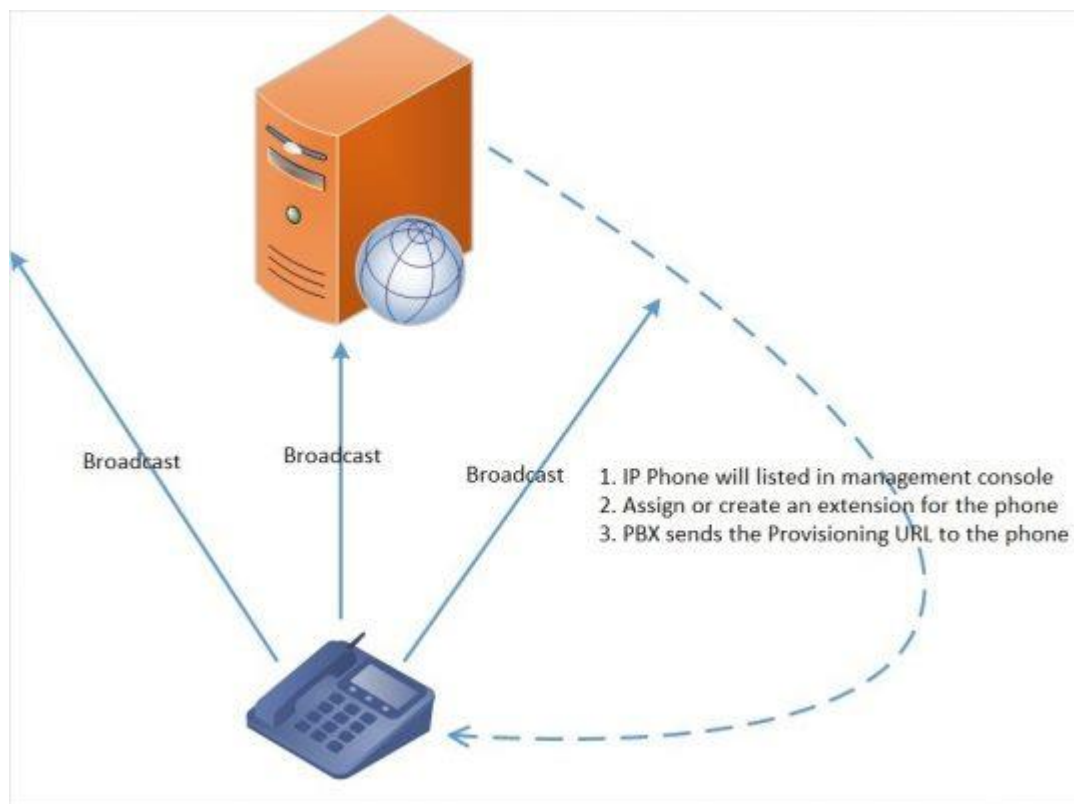 Broadcast
Broadcast
Broadcast
1. IP Phone will listed in management console
2. Assign or create an extension for the phone
3. PBX sends the Provisioning URL to the phone